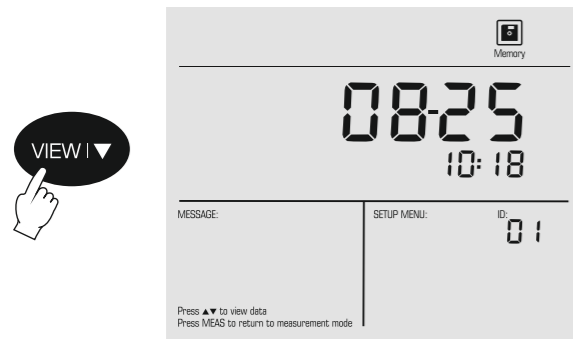 Memory
08-25
VIEW | ▼
10:18
MESSAGE:
SETUP MENU:
ID:
01
Press ▲▼ to view data
Press MEAS to return to measurement mode